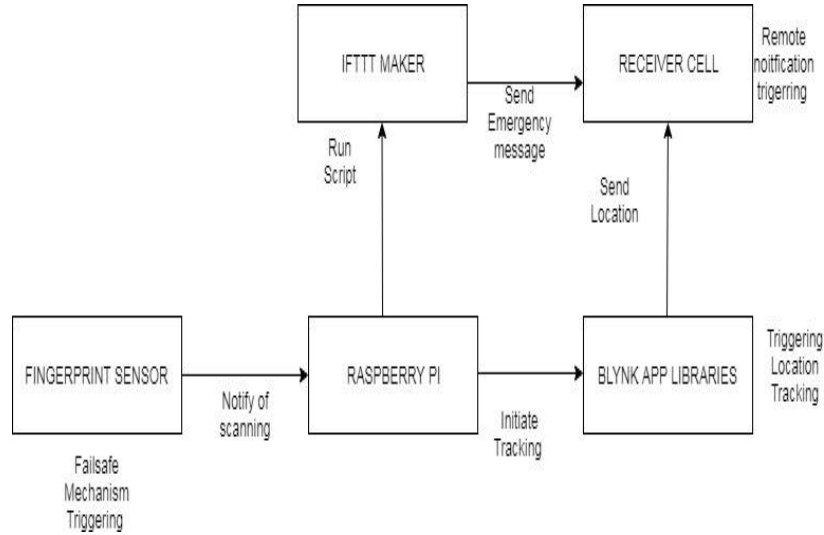 IFTTT MAKER
RECEIVER CELL
Remote
noitfication
trigerring
Send
Emergency
message
Run
Script
Send
Location
FINGERPRINT SENSOR
RASPBERRY PI
BLYNK APP LIBRARIES
Triggering
Location
Tracking
Notify of
scanning
Initiate
Tracking
Failsafe
Mechanism
Triggering